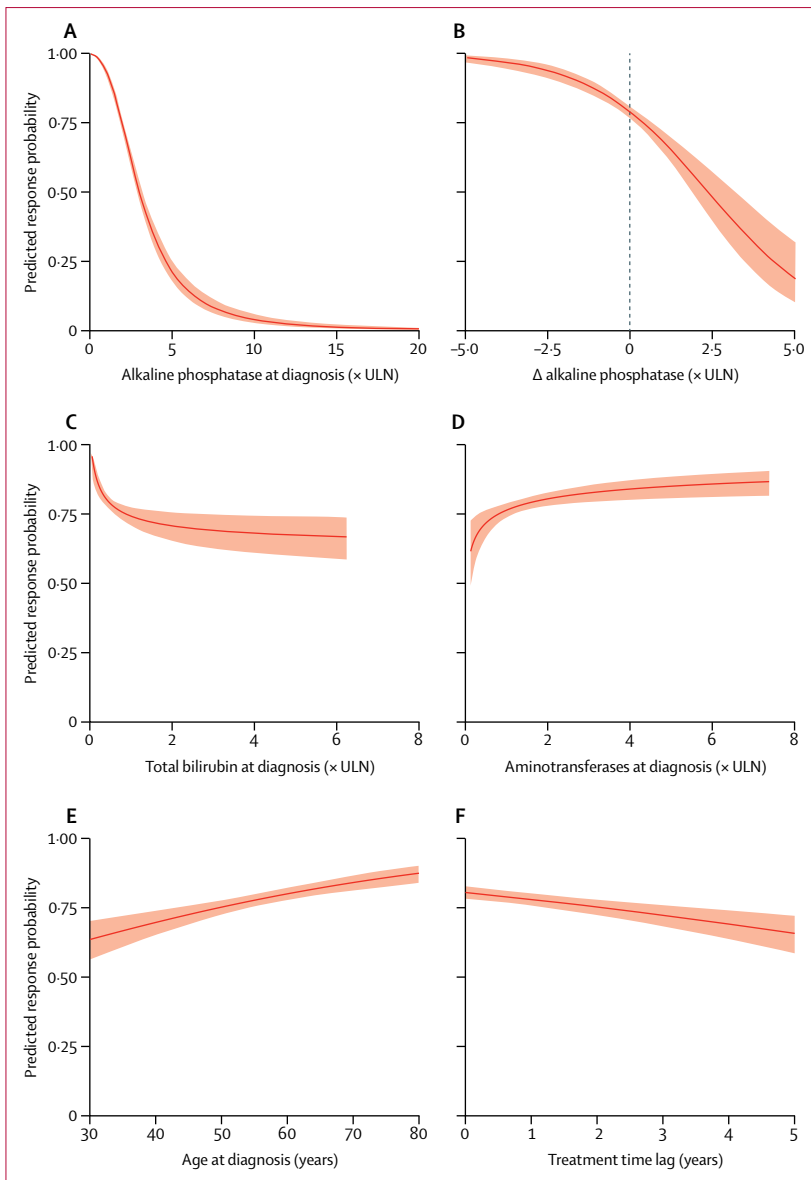 A
B
Predicted response probability
1·00
0·75
0·50
0·25
0
0 5 10 15 20
Alkaline phosphatase at diagnosis (× ULN)
–5·0 –2·5 0 2·5 5·0
Δ alkaline phosphatase (× ULN)
C
D
Predicted response probability
1·00
0·75
0·50
0·25
0
0 2 4 6 8
Total bilirubin at diagnosis (× ULN)
0 2 4 6 8
Aminotransferases at diagnosis (× ULN)
E
F
Predicted response probability
1·00
0·75
0·50
0·25
0
30 40 50 60 70 80
Age at diagnosis (years)
0 1 2 3 4 5
Treatment time lag (years)